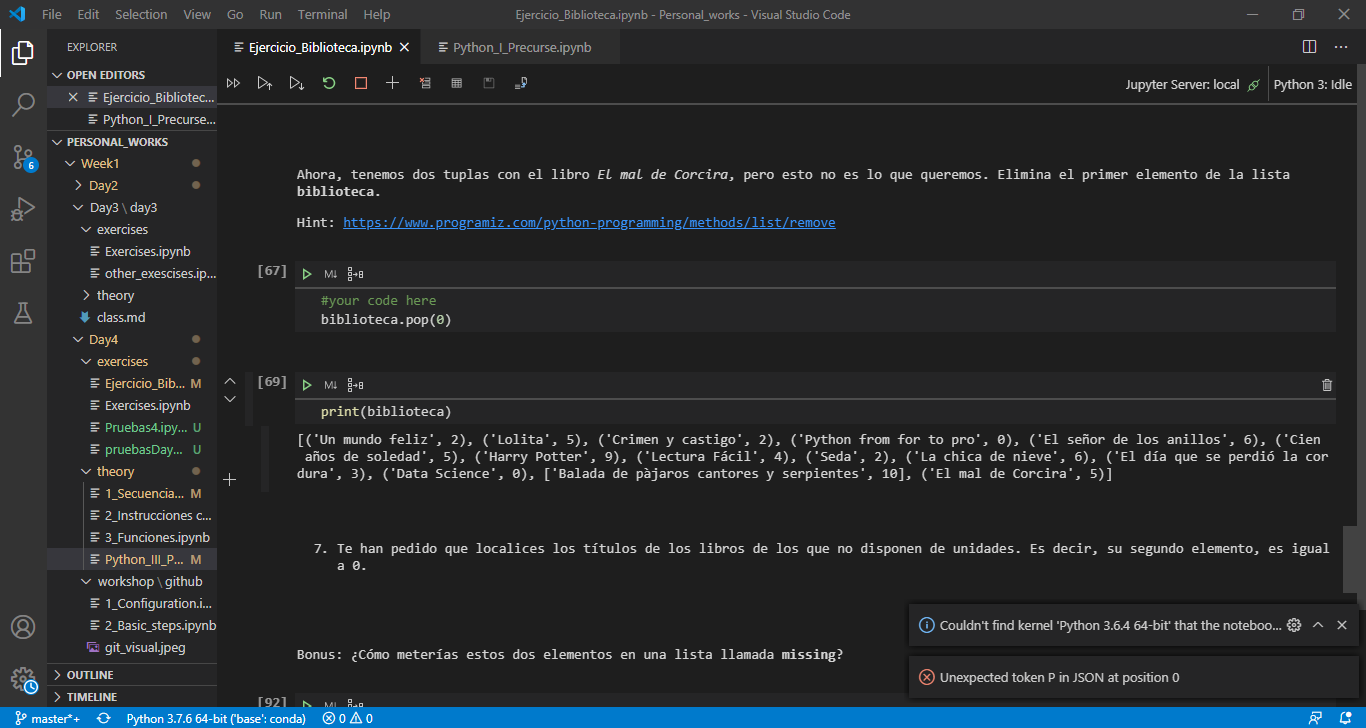 File Edit Selection View Go Run Terminal Help
Ejercicio_Biblioteca.ipynb - Personal_works - Visual Studio Code
EXPLORER
OPEN EDITORS
Ejercicio_Bibliotec...
Python_I_Precurse...
PERSONAL_WORKS
Week1
Day2
Day3 \ day3
exercises
Exercises.ipynb
other_exescises.ip...
theory
class.md
Day4
exercises
Ejercicio_Bib... M
Exercises.ipynb
Pruebas4.ipy... U
pruebasDay... U
theory
1_Secuencia... M
2_Instrucciones c...
3_Funciones.ipynb
Python_III_P... M
workshop \ github
1_Configuration.i...
2_Basic_steps.ipynb
git_visual.jpeg
OUTLINE
TIMELINE
6
Ejercicio_Biblioteca.ipynb
Python_I_Precurse.ipynb
Jupyter Server: local
Python 3: Idle
Ahora, tenemos dos tuplas con el libro El mal de Corcira, pero esto no es lo que queremos. Elimina el primer elemento de la lista
biblioteca.
Hint: https://www.programiz.com/python-programming/methods/list/remove
[67]
M↓
#your code here
biblioteca.pop(0)
[69]
M↓
print(biblioteca)
[('Un mundo feliz', 2), ('Lolita', 5), ('Crimen y castigo', 2), ('Python from for to pro', 0), ('El señor de los anillos', 6), ('Cien
años de soledad', 5), ('Harry Potter', 9), ('Lectura Fácil', 4), ('Seda', 2), ('La chica de nieve', 6), ('El día que se perdió la cor
dura', 3), ('Data Science', 0), ['Balada de pàjaros cantores y serpientes', 10], ('El mal de Corcira', 5)]
7. Te han pedido que localices los títulos de los libros de los que no disponen de unidades. Es decir, su segundo elemento, es igual
a 0.
Bonus: ¿Cómo meterías estos dos elementos en una lista llamada missing?
[92]
M↓
Couldn't find kernel 'Python 3.6.4 64-bit' that the noteboo...
Unexpected token P in JSON at position 0
master*+
Python 3.7.6 64-bit ('base': conda)
0 0